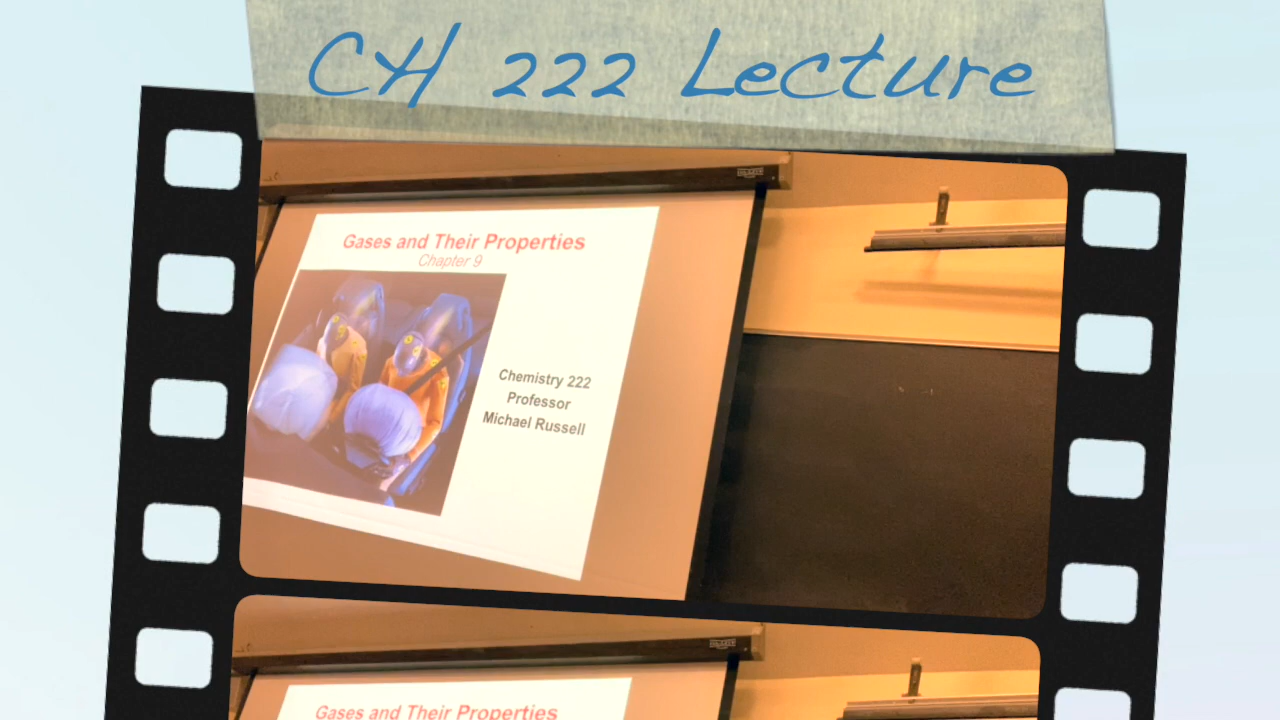 CH 222 Lecture
Gases and Their Properties
Chapter 9
Chemistry 222
Professor
Michael Russell
Gases and Their Properties